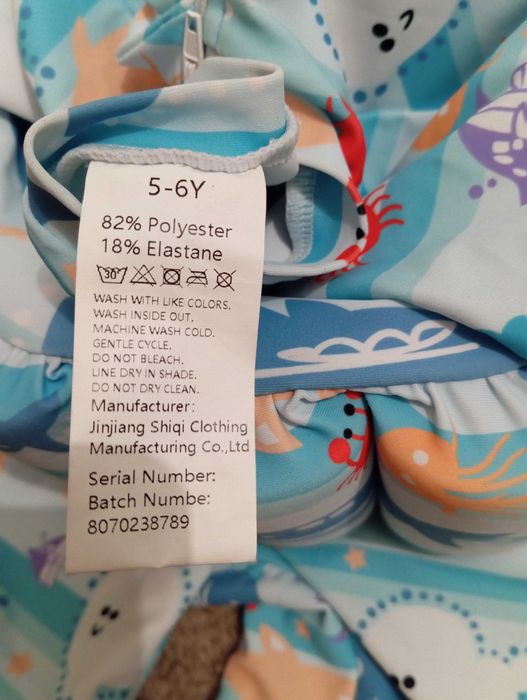 5-6Y
82% Polyester
18% Elastane
30°
WASH WITH LIKE COLORS.
WASH INSIDE OUT.
MACHINE WASH COLD.
GENTLE CYCLE.
DO NOT BLEACH.
LINE DRY IN SHADE.
DO NOT DRY CLEAN.
Manufacturer:
Jinjiang Shiqi Clothing
Manufacturing Co.,Ltd
Serial Number:
Batch Numbe:
8070238789